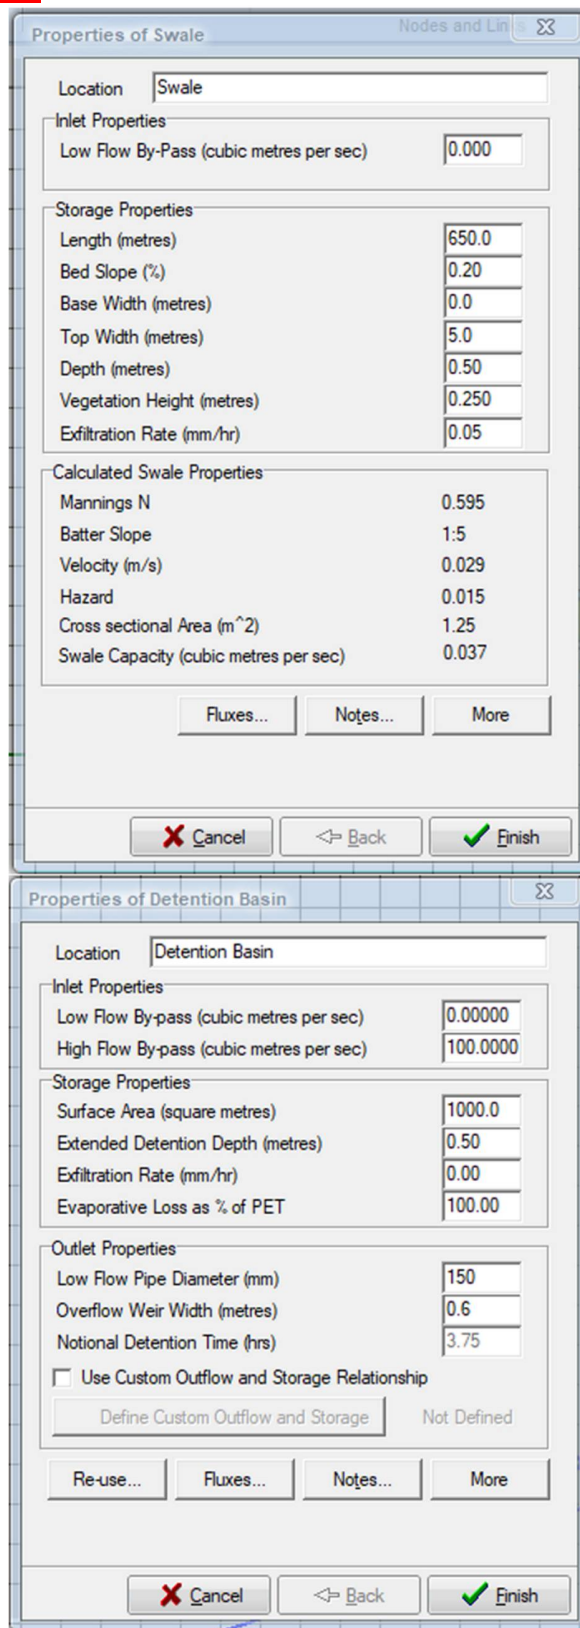 Properties of Swale Nodes and Links
Location Swale
Inlet Properties
Low Flow By-Pass (cubic metres per sec) 0.000
Storage Properties
Length (metres) 650.0
Bed Slope (%) 0.20
Base Width (metres) 0.0
Top Width (metres) 5.0
Depth (metres) 0.50
Vegetation Height (metres) 0.250
Exfiltration Rate (mm/hr) 0.05
Calculated Swale Properties
Mannings N 0.595
Batter Slope 1:5
Velocity (m/s) 0.029
Hazard 0.015
Cross sectional Area (m^2) 1.25
Swale Capacity (cubic metres per sec) 0.037
Fluxes... Notes... More
Cancel <= Back Finish
Properties of Detention Basin
Location Detention Basin
Inlet Properties
Low Flow By-pass (cubic metres per sec) 0.00000
High Flow By-pass (cubic metres per sec) 100.0000
Storage Properties
Surface Area (square metres) 1000.0
Extended Detention Depth (metres) 0.50
Exfiltration Rate (mm/hr) 0.00
Evaporative Loss as % of PET 100.00
Outlet Properties
Low Flow Pipe Diameter (mm) 150
Overflow Weir Width (metres) 0.6
Notional Detention Time (hrs) 3.75
Use Custom Outflow and Storage Relationship
Define Custom Outflow and Storage Not Defined
Re-use... Fluxes... Notes... More
Cancel <= Back Finish